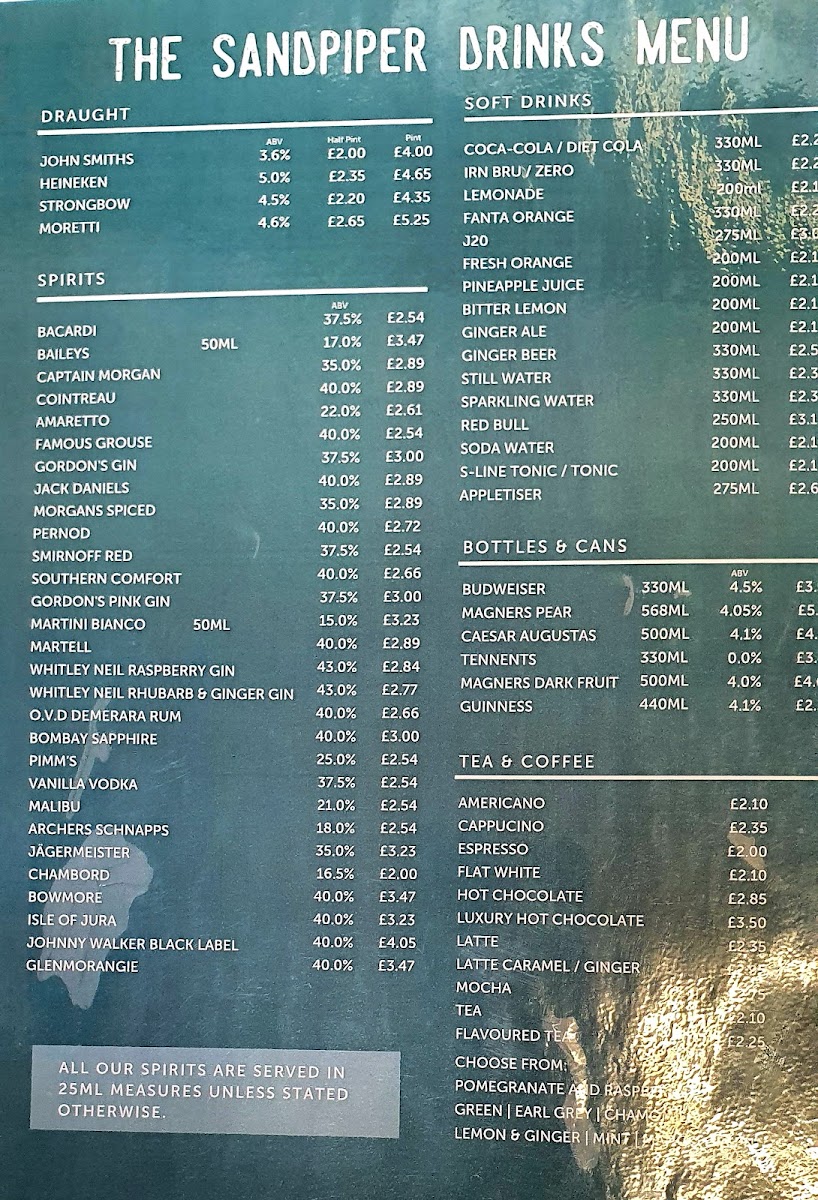 THE SANDPIPER DRINKS MENU
DRAUGHT
ABV Half Pint Pint
JOHN SMITHS 3.6% £2.00 £4.00
HEINEKEN 5.0% £2.35 £4.65
STRONGBOW 4.5% £2.20 £4.35
MORETTI 4.6% £2.65 £5.25
SPIRITS
ABV
BACARDI 37.5% £2.54
BAILEYS 50ML 17.0% £3.47
CAPTAIN MORGAN 35.0% £2.89
COINTREAU 40.0% £2.89
AMARETTO 22.0% £2.61
FAMOUS GROUSE 40.0% £2.54
GORDON'S GIN 37.5% £3.00
JACK DANIELS 40.0% £2.89
MORGANS SPICED 35.0% £2.89
PERNOD 40.0% £2.72
SMIRNOFF RED 37.5% £2.54
SOUTHERN COMFORT 40.0% £2.66
GORDON'S PINK GIN 37.5% £3.00
MARTINI BIANCO 50ML 15.0% £3.23
MARTELL 40.0% £2.89
WHITLEY NEIL RASPBERRY GIN 43.0% £2.84
WHITLEY NEIL RHUBARB & GINGER GIN 43.0% £2.77
O.V.D DEMERARA RUM 40.0% £2.66
BOMBAY SAPPHIRE 40.0% £3.00
PIMM'S 25.0% £2.54
VANILLA VODKA 37.5% £2.54
MALIBU 21.0% £2.54
ARCHERS SCHNAPPS 18.0% £2.54
JÄGERMEISTER 35.0% £3.23
CHAMBORD 16.5% £2.00
BOWMORE 40.0% £3.47
ISLE OF JURA 40.0% £3.23
JOHNNY WALKER BLACK LABEL 40.0% £4.05
GLENMORANGIE 40.0% £3.47
ALL OUR SPIRITS ARE SERVED IN
25ML MEASURES UNLESS STATED
OTHERWISE.
SOFT DRINKS
COCA-COLA / DIET COLA 330ML
IRN BRU / ZERO 330ML
LEMONADE 200ml
FANTA ORANGE 330ML
J20 275ML
FRESH ORANGE 200ML
PINEAPPLE JUICE 200ML
BITTER LEMON 200ML
GINGER ALE 200ML
GINGER BEER 330ML
STILL WATER 330ML
SPARKLING WATER 330ML
RED BULL 250ML
SODA WATER 200ML
S-LINE TONIC / TONIC 200ML
APPLETISER 275ML
BOTTLES & CANS
ABV
BUDWEISER 330ML 4.5%
MAGNERS PEAR 568ML 4.05%
CAESAR AUGUSTAS 500ML 4.1%
TENNENTS 330ML 0.0%
MAGNERS DARK FRUIT 500ML 4.0%
GUINNESS 440ML 4.1%
TEA & COFFEE
AMERICANO £2.10
CAPPUCINO £2.35
ESPRESSO £2.00
FLAT WHITE £2.10
HOT CHOCOLATE £2.85
LUXURY HOT CHOCOLATE £3.50
LATTE £2.35
LATTE CARAMEL / GINGER
MOCHA
TEA £2.10
FLAVOURED TEA £2.25
CHOOSE FROM:
POMEGRANATE AND
GREEN | EARL GREY |
LEMON & GINGER | MINT |